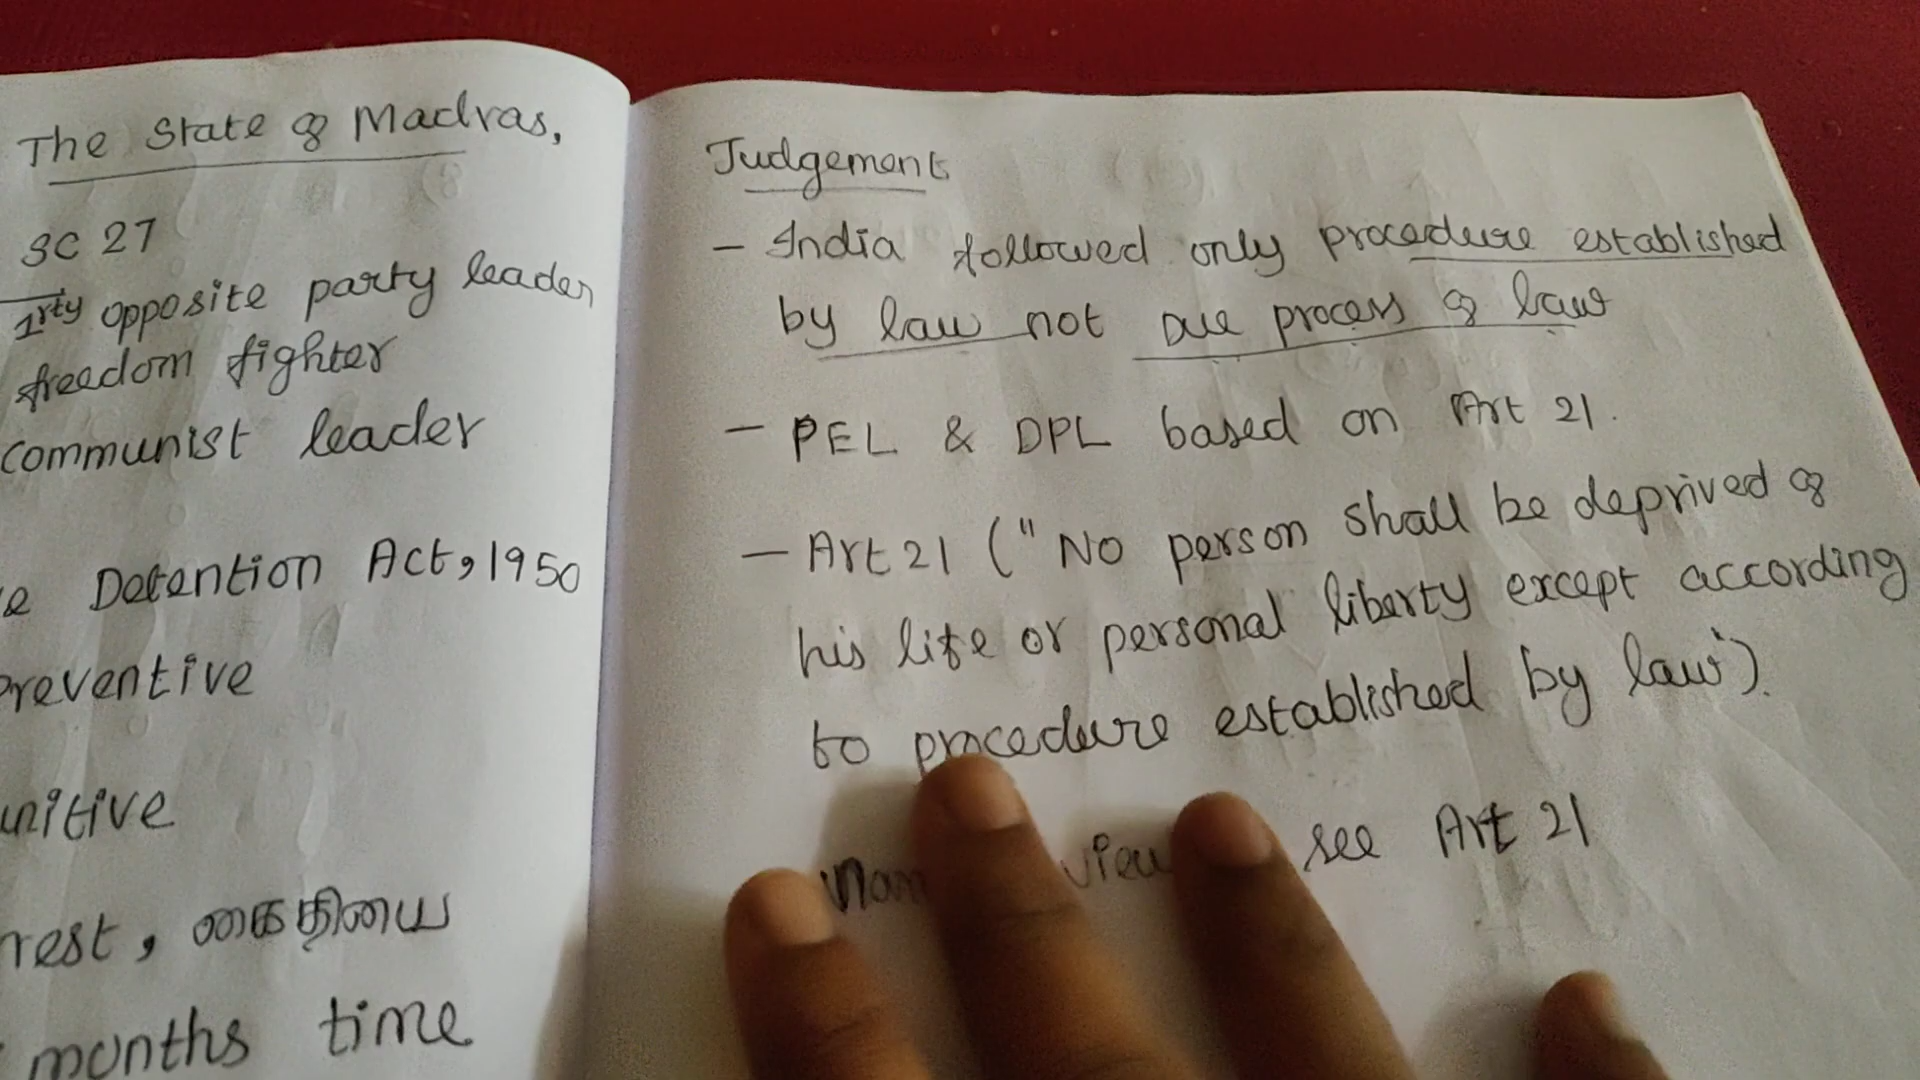 The State of Madras,
SC 27
1rty opposite party leader
freedom fighter
communist leader
Detention Act, 1950
preventive
rest, கைதியை
months time
Judgement
- India followed only procedure established
by law not due process of law
- PEL & DPL based on Art 21.
- Art 21 ("No person shall be deprived of
his life or personal liberty except according
to procedure established by law").
see Art 21